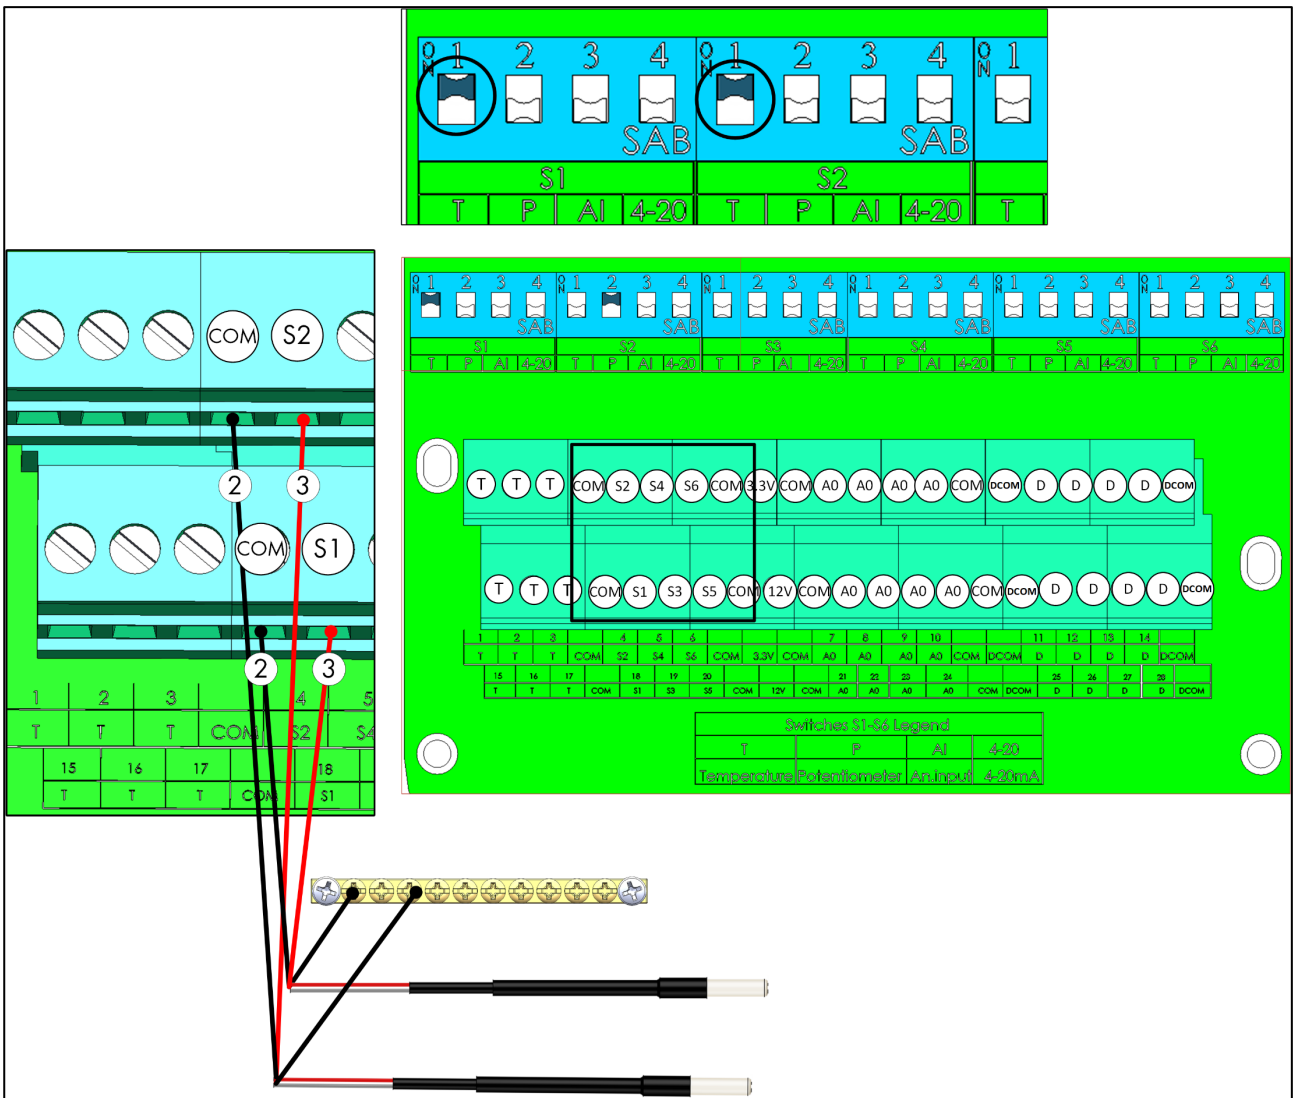 ON 1 2 3 4 ON 1 2 3 4 ON 1
SAB SAB
S1 S2
T P AI 4-20 T P AI 4-20 T
COM S2
2 3
COM S1
2 3
1 2 3 4 5
T T T COM S2 S4
15 16 17 18
T T T COM S1
ON 1 2 3 4 ON 1 2 3 4 ON 1 2 3 4 ON 1 2 3 4 ON 1 2 3 4 ON 1 2 3 4
SAB SAB SAB SAB SAB SAB
S1 S2 S3 S4 S5 S6
T P AI 4-20 T P AI 4-20 T P AI 4-20 T P AI 4-20 T P AI 4-20 T P AI 4-20
T T T COM S2 S4 S6 COM 3.3V COM A0 A0 A0 A0 COM DCOM D D D D DCOM
T T T COM S1 S3 S5 COM 12V COM A0 A0 A0 A0 COM DCOM D D D D DCOM
1 2 3 4 5 6 7 8 9 10 11 12 13 14
T T T COM S2 S4 S6 COM 3.3V COM A0 A0 A0 A0 COM DCOM D D D D DCOM
15 16 17 18 19 20 21 22 23 24 25 26 27 28
T T T COM S1 S3 S5 COM 12V COM A0 A0 A0 A0 COM DCOM D D D D DCOM
Switches S1-S6 Legend
T P AI 4-20
Temperature Potentiometer An.input 4-20mA